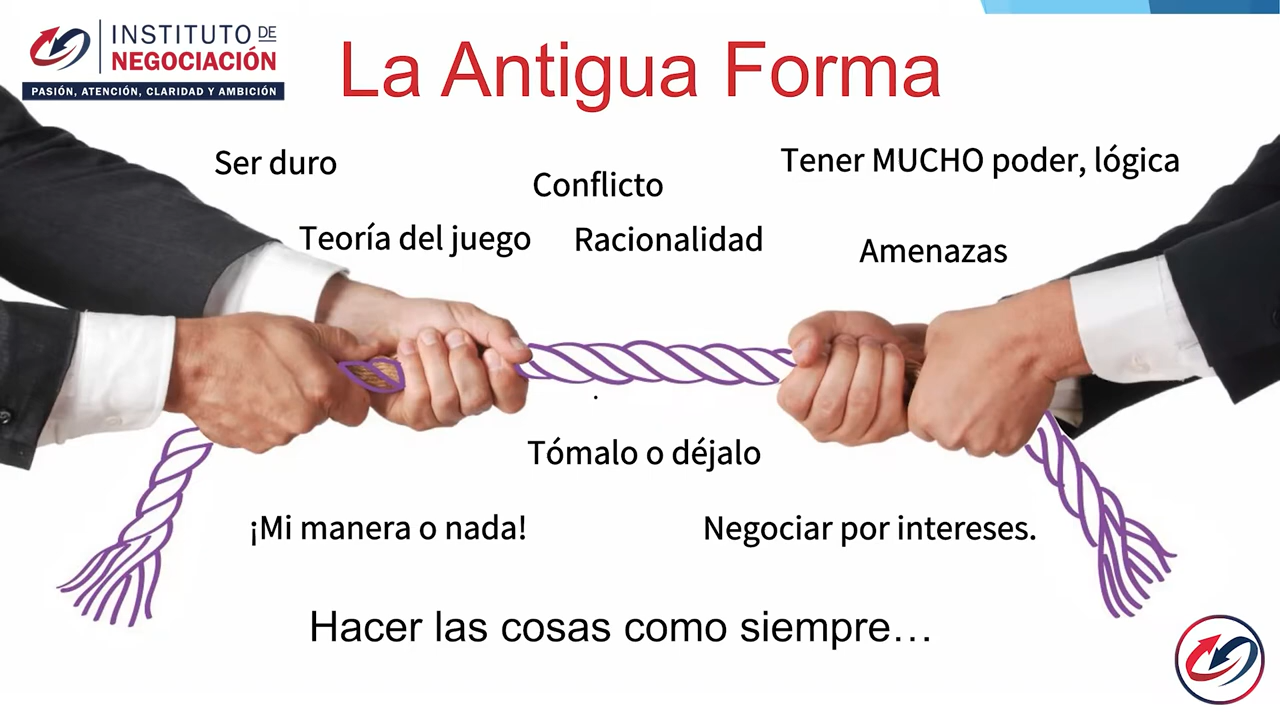 INSTITUTO DE
NEGOCIACIÓN
PASIÓN, ATENCIÓN, CLARIDAD Y AMBICIÓN
La Antigua Forma
Ser duro
Conflicto
Tener MUCHO poder, lógica
Teoría del juego
Racionalidad
Amenazas
Tómalo o déjalo
¡Mi manera o nada!
Negociar por intereses.
Hacer las cosas como siempre…